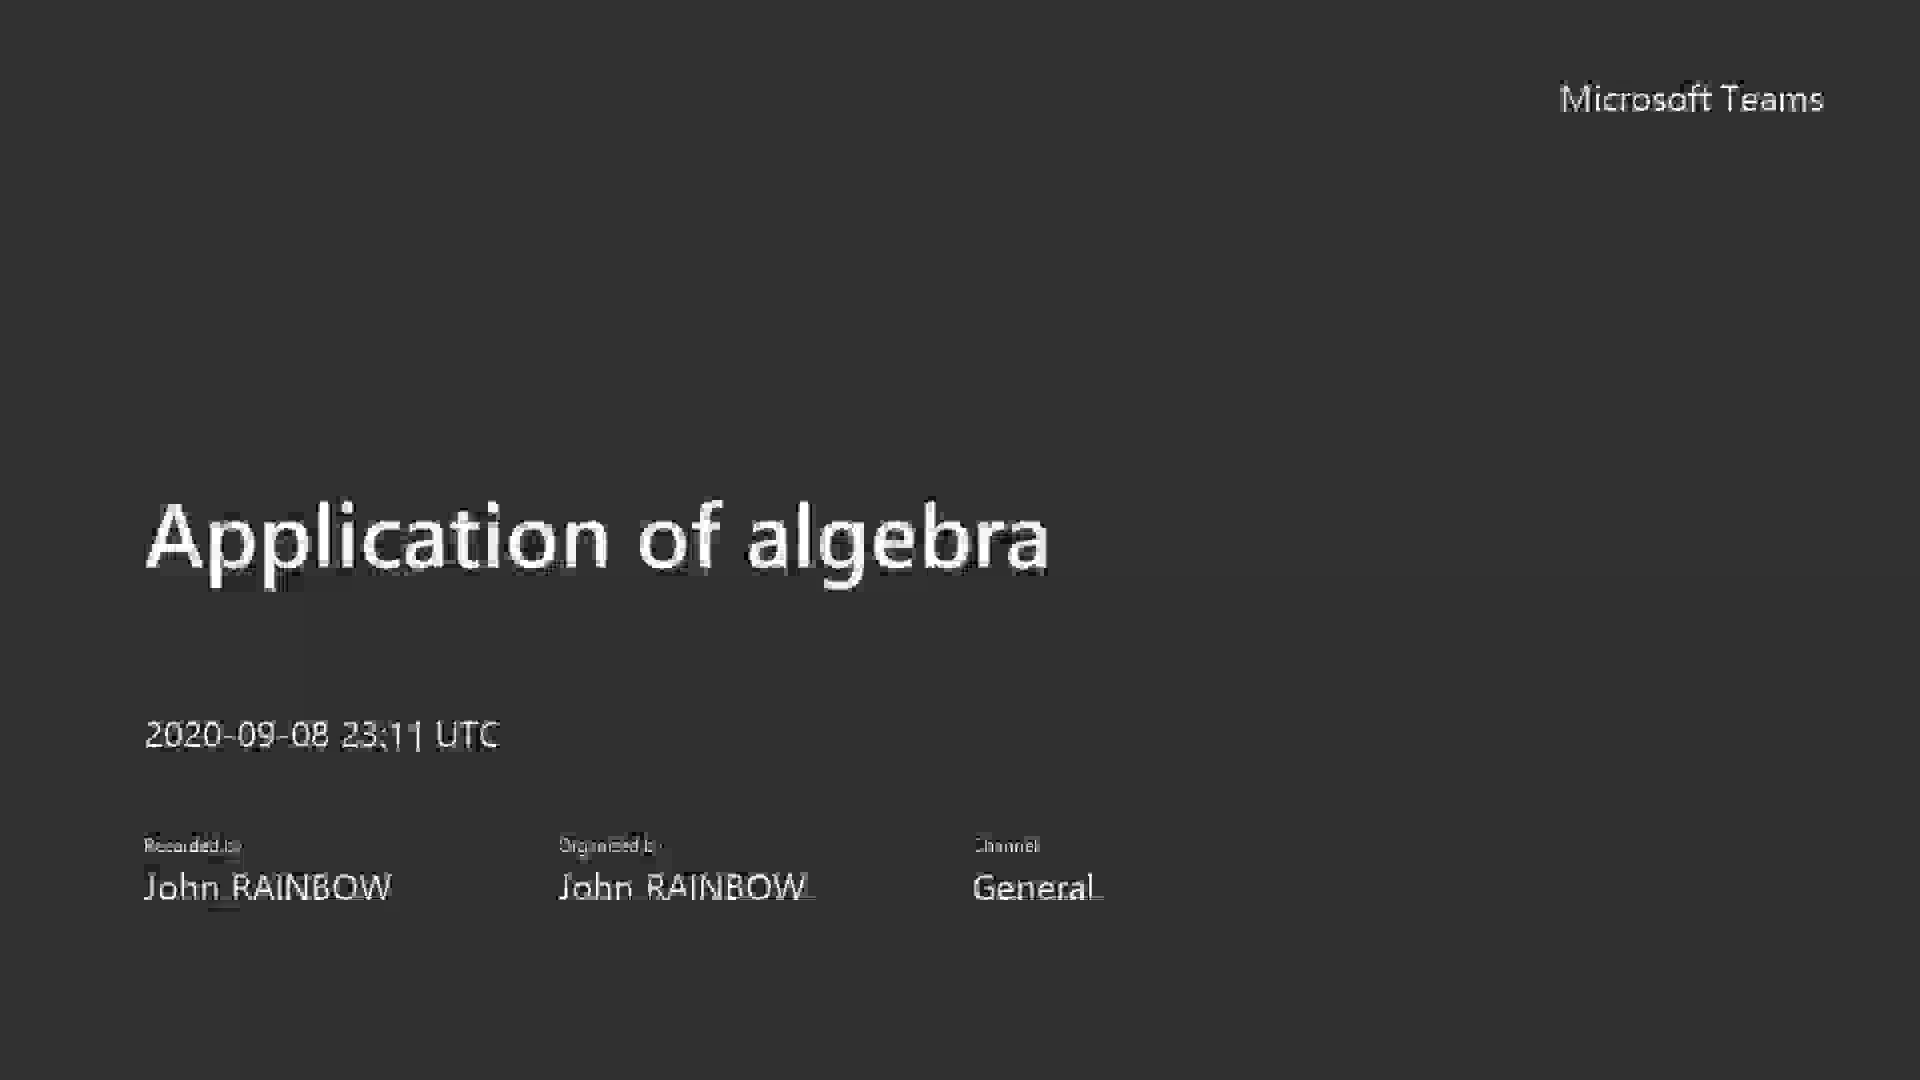 Microsoft Teams
Application of algebra
2020-09-08 23:11 UTC
Recorded by
Organized by
Channel
John RAINBOW
John RAINBOW
General